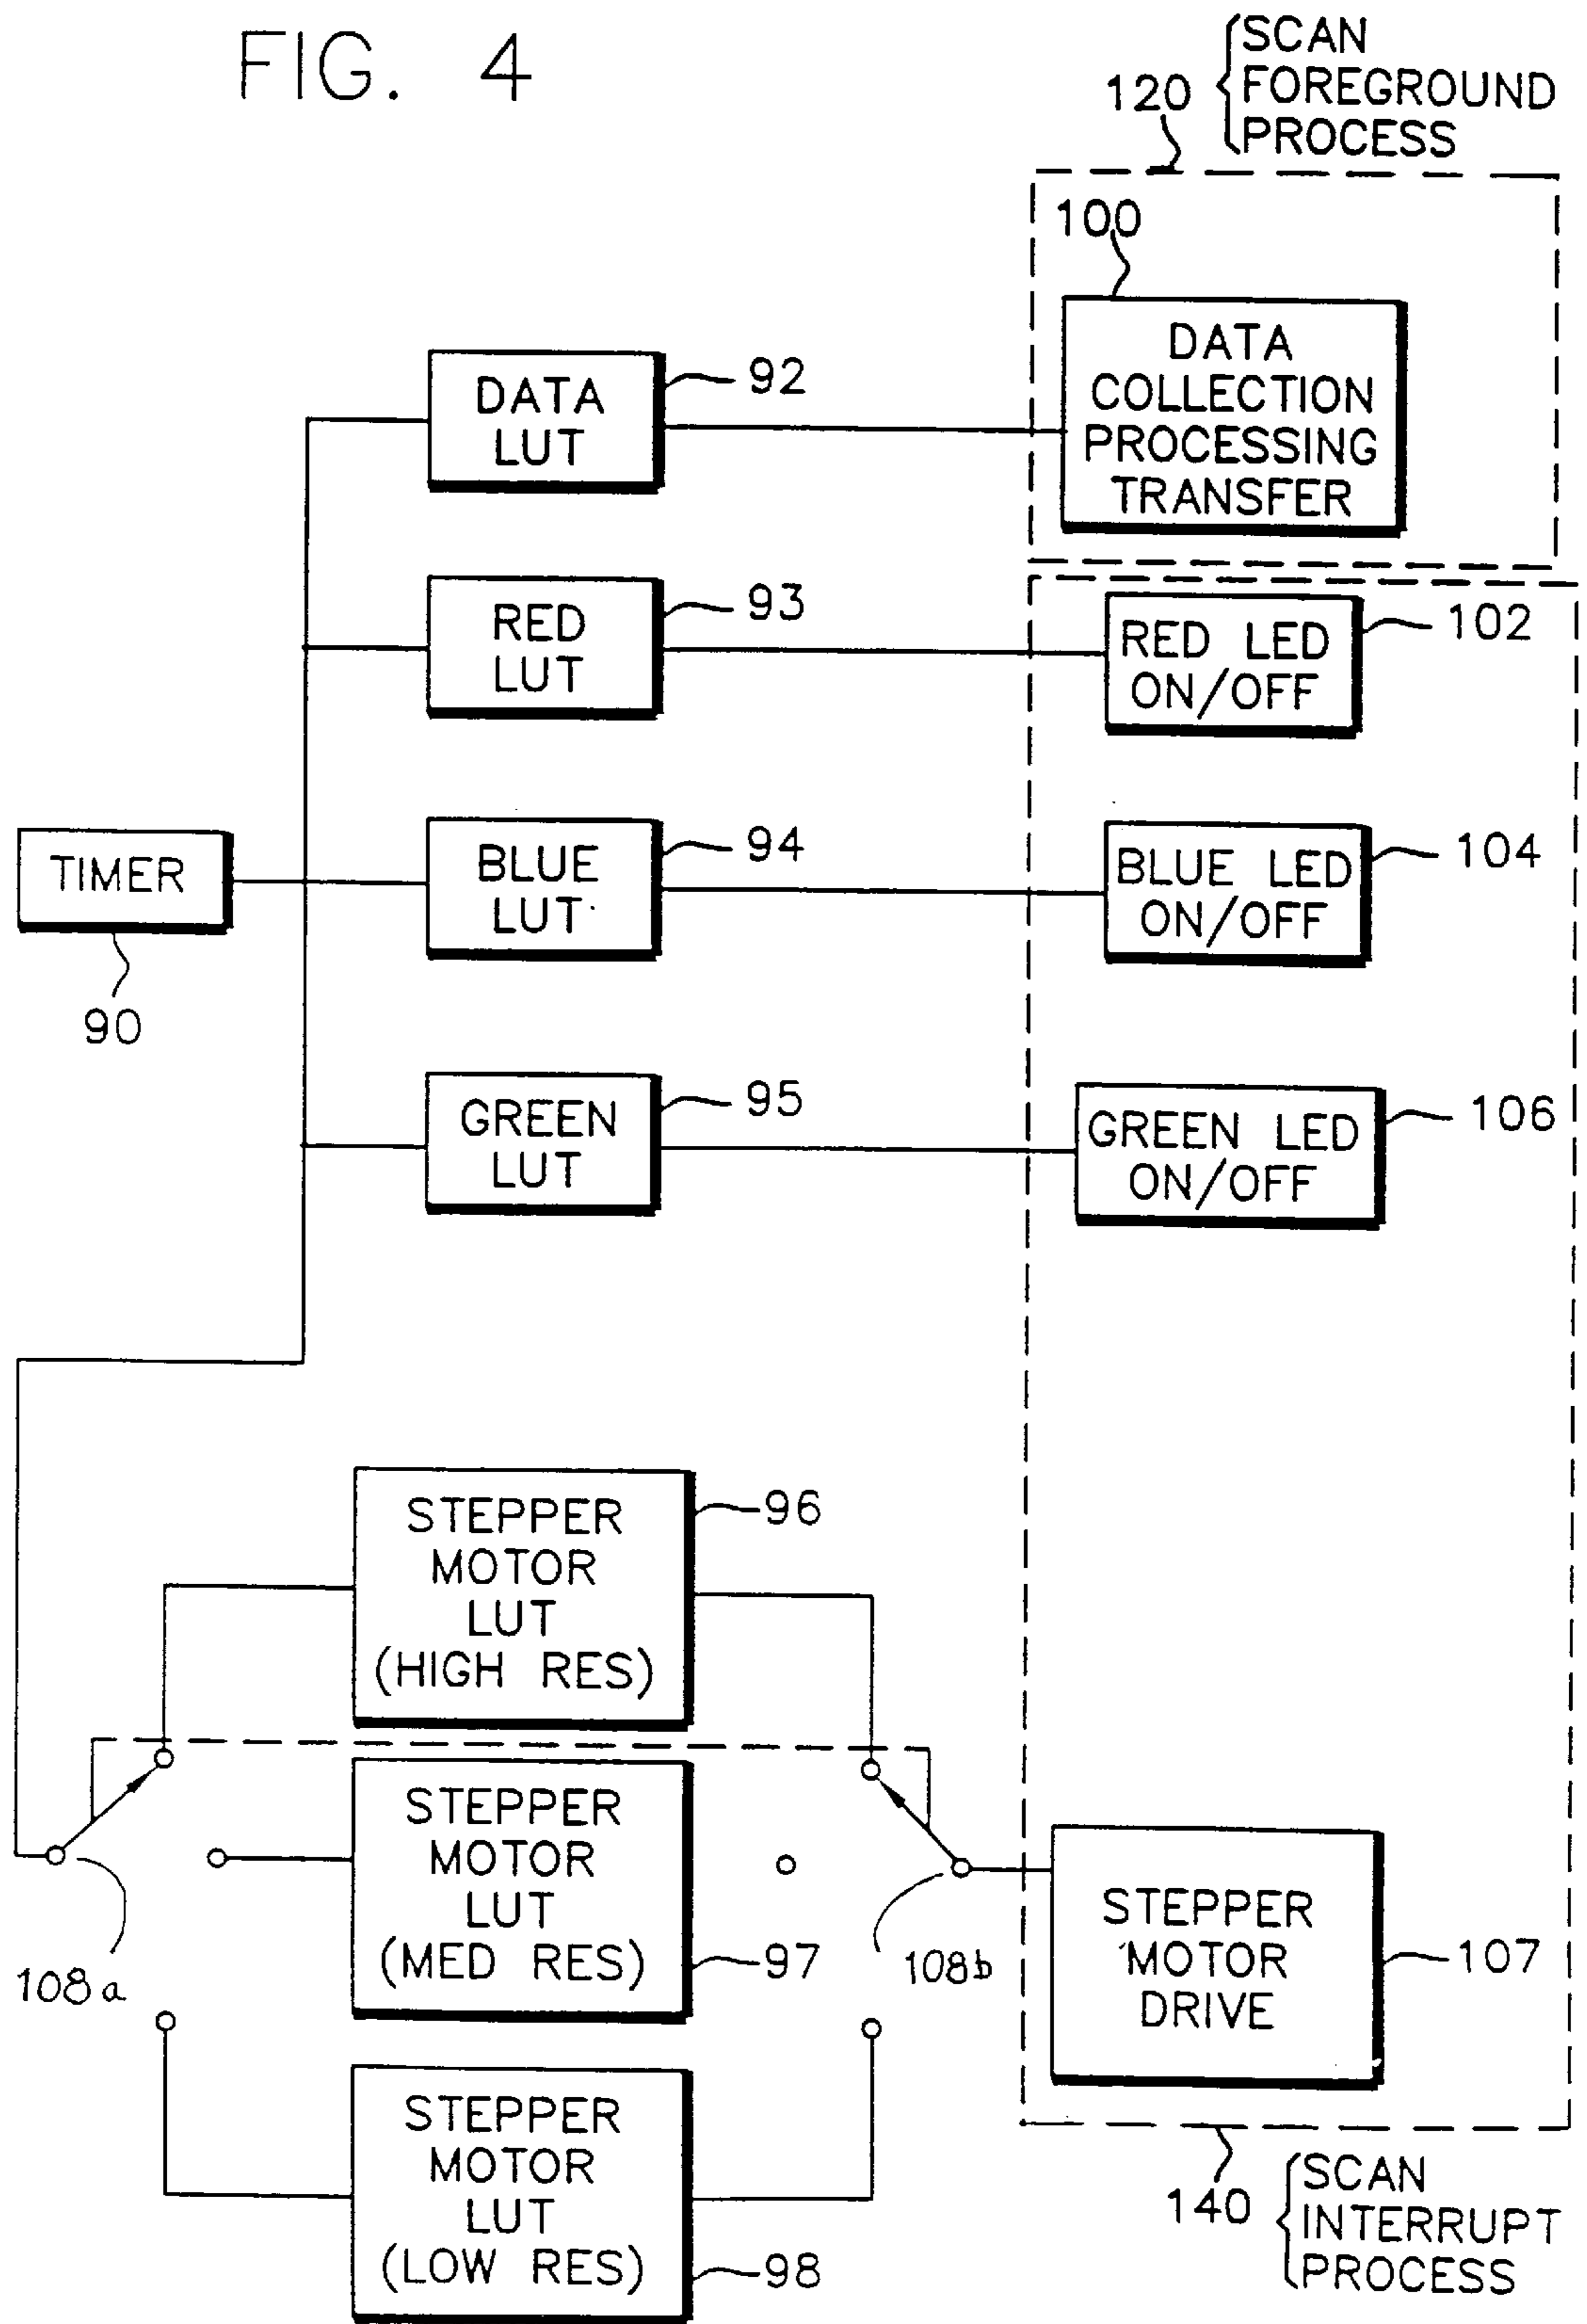 FIG. 4
120
SCAN
FOREGROUND
PROCESS
100
DATA
COLLECTION
PROCESSING
TRANSFER
DATA
LUT
92
RED
LUT
93
RED LED
ON/OFF
102
TIMER
90
BLUE
LUT
94
BLUE LED
ON/OFF
104
GREEN
LUT
95
GREEN LED
ON/OFF
106
STEPPER
MOTOR
LUT
(HIGH RES)
96
STEPPER
MOTOR
LUT
(MED RES)
97
108a
108b
STEPPER
MOTOR
DRIVE
107
STEPPER
MOTOR
LUT
(LOW RES)
98
140
SCAN
INTERRUPT
PROCESS